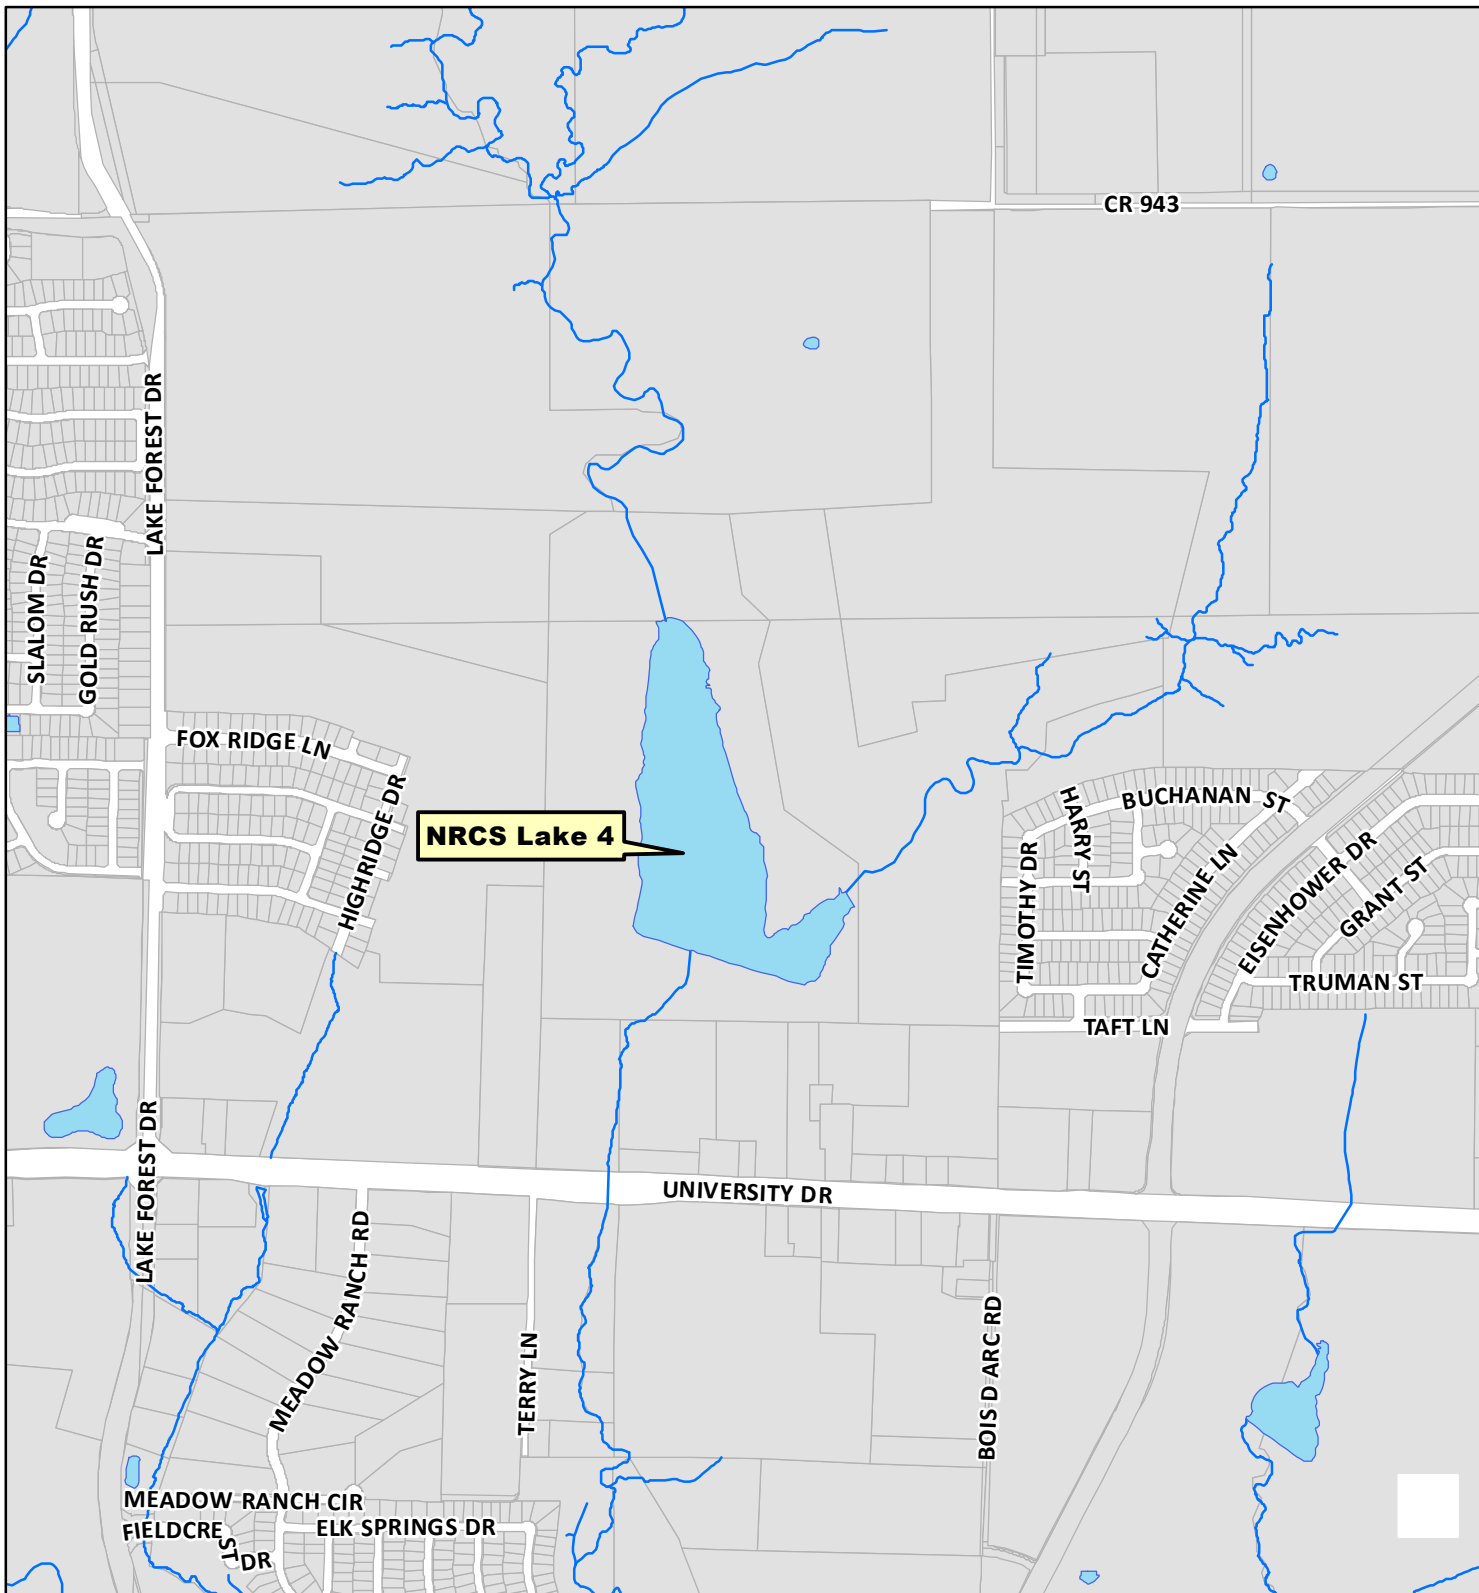 CR 943
LAKE FOREST DR
SLALOM DR
GOLD RUSH DR
FOX RIDGE LN
HIGHRIDGE DR
NRCS Lake 4
HARRY ST
BUCHANAN ST
TIMOTHY DR
CATHERINE LN
EISENHOWER DR
GRANT ST
TRUMAN ST
TAFT LN
LAKE FOREST DR
UNIVERSITY DR
MEADOW RANCH RD
TERRY LN
BOIS D ARC RD
MEADOW RANCH CIR
FIELDCREST DR
ELK SPRINGS DR